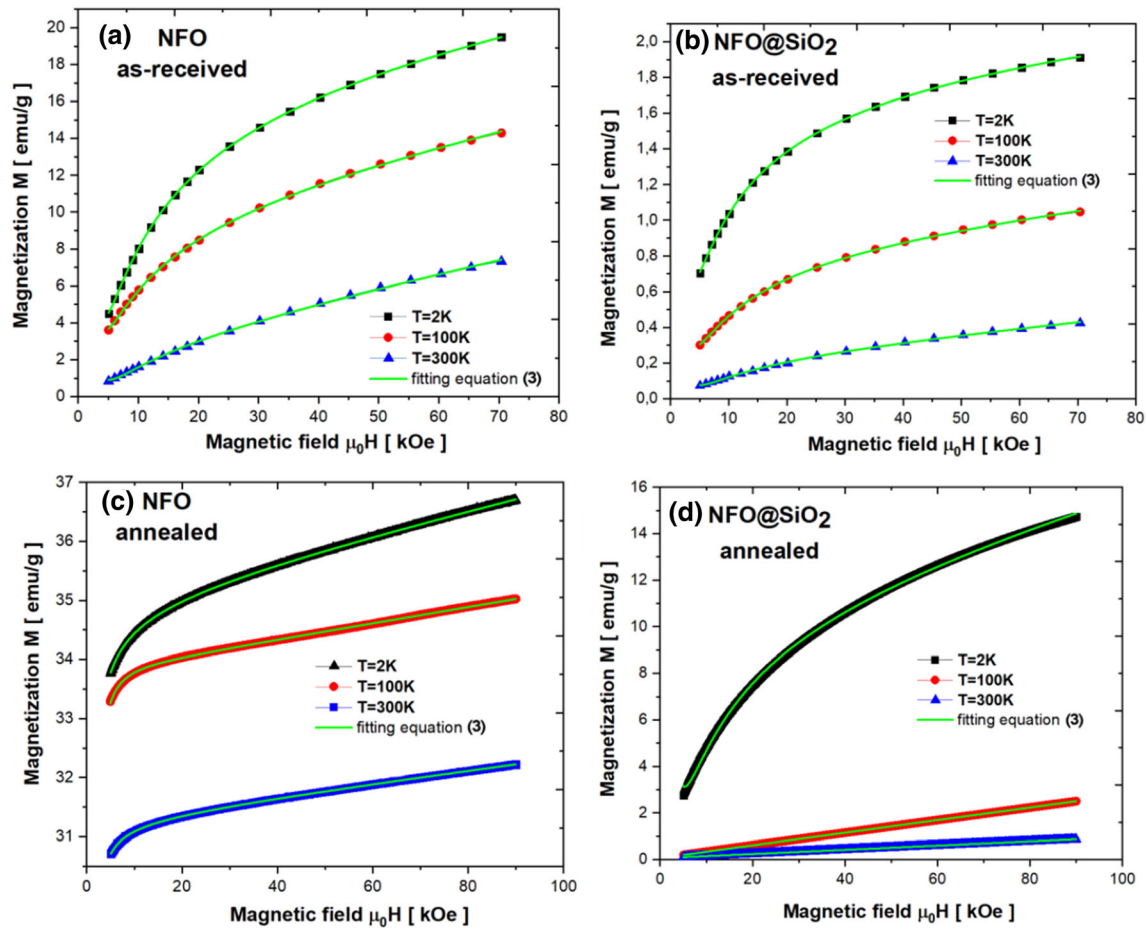 (a) NFO
as-received
Magnetization M [ emu/g ]
20
18
16
14
12
10
8
6
4
2
0
T=2K
T=100K
T=300K
fitting equation (3)
0 10 20 30 40 50 60 70 80
Magnetic field μ₀H [ kOe ]
(b) NFO@SiO₂
as-received
Magnetization M [ emu/g ]
2,0
1,8
1,6
1,4
1,2
1,0
0,8
0,6
0,4
0,2
0,0
T=2K
T=100K
T=300K
fitting equation (3)
0 10 20 30 40 50 60 70 80
Magnetic field μ₀H [ kOe ]
(c) NFO
annealed
Magnetization M [ emu/g ]
37
36
35
34
33
32
31
T=2K
T=100K
T=300K
fitting equation (3)
0 20 40 60 80 100
Magnetic field μ₀H [ kOe ]
(d) NFO@SiO₂
annealed
Magnetization M [ emu/g ]
16
14
12
10
8
6
4
2
0
T=2K
T=100K
T=300K
fitting equation (3)
0 20 40 60 80 100
Magnetic field μ₀H [ kOe ]